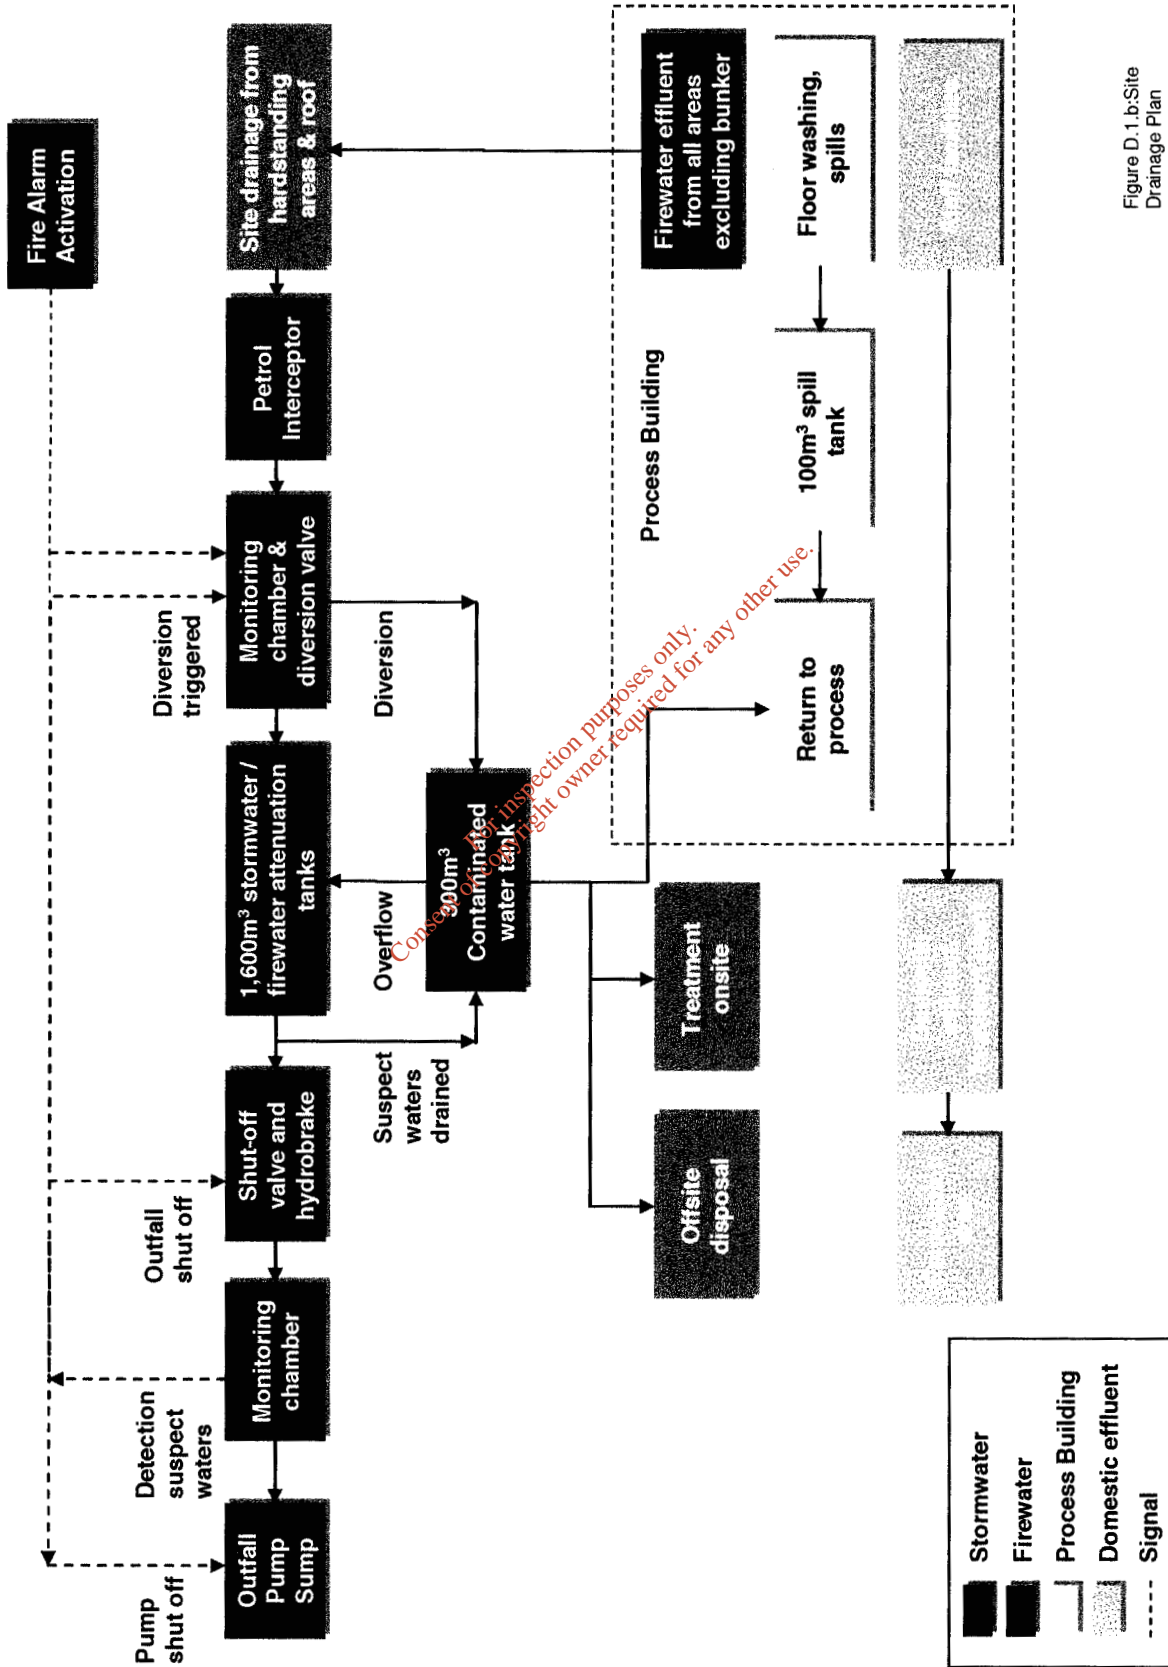 Fire Alarm
Activation
Site drainage from
hardstanding
areas & roof
Petrol
Interceptor
Monitoring
chamber &
diversion valve
1,600m³ stormwater /
firewater attenuation
tanks
Shut-off
valve and
hydrobrake
Monitoring
chamber
Outfall
Pump
Sump
Diversion
triggered
Outfall
shut off
Detection
suspect
waters
Pump
shut off
Diversion
Overflow
Suspect
waters
drained
Contaminated
water tank
Process Building
Firewater effluent
from all areas
excluding bunker
Floor washing,
spills
100m³ spill
tank
Return to
process
Treatment
onsite
Offsite
disposal
For inspection purposes only.
Consent of copyright owner required for any other use.
Stormwater
Firewater
Process Building
Domestic effluent
Signal
Figure D.1.b:Site
Drainage Plan